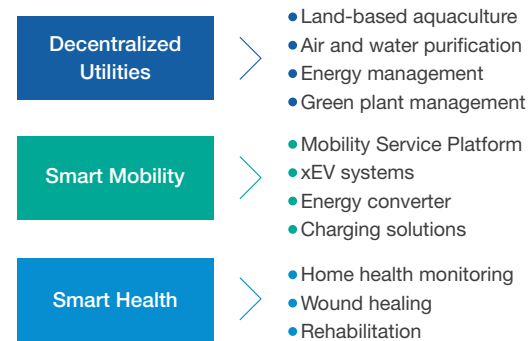 Decentralized
Utilities
• Land-based aquaculture
• Air and water purification
• Energy management
• Green plant management
Smart Mobility
• Mobility Service Platform
• xEV systems
• Energy converter
• Charging solutions
Smart Health
• Home health monitoring
• Wound healing
• Rehabilitation